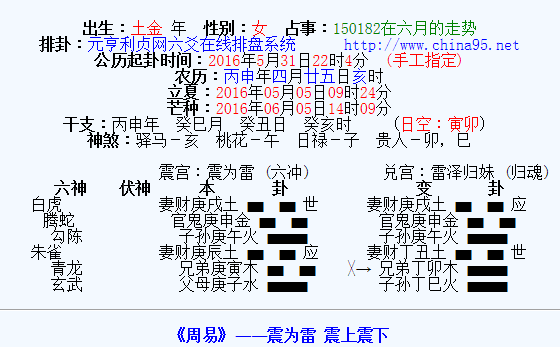 出生：土金 年　性别：女　占事：150182在六月的走势
排卦：元亨利贞网六爻在线排盘系统　http://www.china95.net
公历起卦时间：2016年5月31日22时4分　(手工指定)
农历：丙申年四月廿五日亥时
立夏：2016年05月05日09时24分
芒种：2016年06月05日14时09分
干支：丙申年　癸巳月　癸丑日　癸亥时　(日空：寅卯)
神煞：驿马－亥　桃花－午　日禄－子　贵人－卯，巳
震宫：震为雷 (六冲)　兑宫：雷泽归妹 (归魂)
六神　伏神　本　卦　变　卦
白虎　妻财庚戌土 ▅▅ ▅▅ 世　妻财庚戌土 ▅▅ ▅▅ 应
腾蛇　官鬼庚申金 ▅▅ ▅▅　官鬼庚申金 ▅▅ ▅▅
勾陈　子孙庚午火 ▅▅▅▅▅　子孙庚午火 ▅▅▅▅▅
朱雀　妻财庚辰土 ▅▅ ▅▅ 应　妻财丁丑土 ▅▅ ▅▅ 世
青龙　兄弟庚寅木 ▅▅ ▅▅ X→ 兄弟丁卯木 ▅▅▅▅▅
玄武　父母庚子水 ▅▅▅▅▅　子孙丁巳火 ▅▅▅▅▅
《周易》——震为雷 震上震下